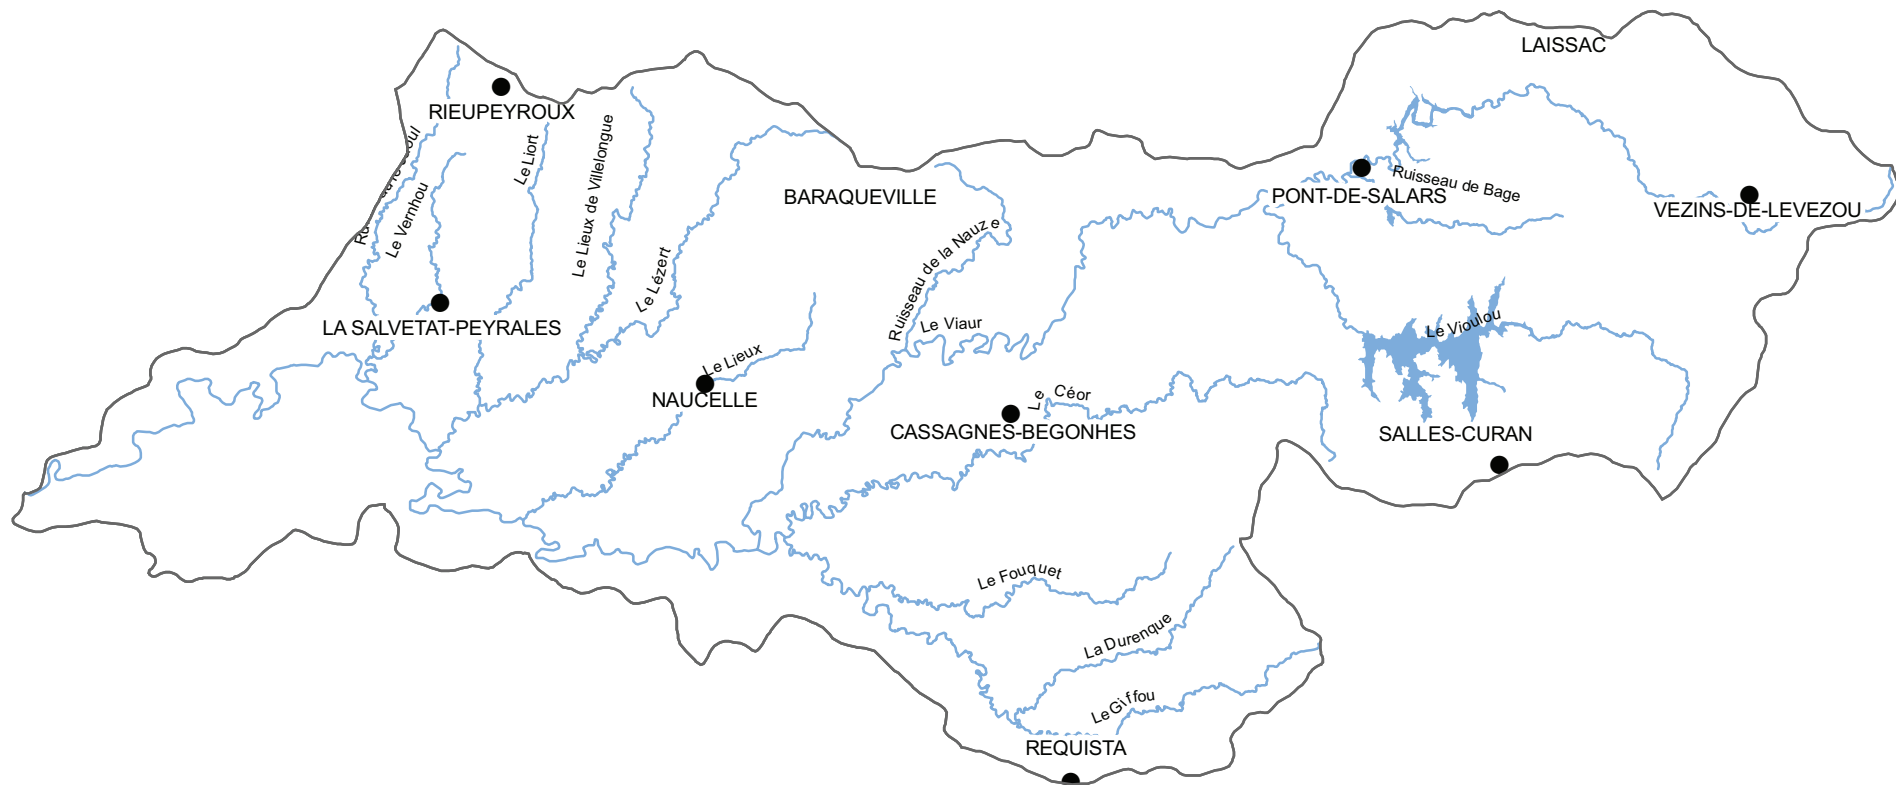 LAISSAC
RIEUPEYROUX
Le Liort
Le Lieux de Villelongue
Le Vernhou
BARAQUEVILLE
PONT-DE-SALARS
Ruisseau de Bage
VEZINS-DE-LEVEZOU
Ruisseau de la Nauze
Le Lézert
LA SALVETAT-PEYRALES
Le Viaur
Le Vioulou
Le Lieux
NAUCELLE
Le Céor
CASSAGNES-BEGONHES
SALLES-CURAN
Le Fouquet
La Durenque
Le Giffou
REQUISTA